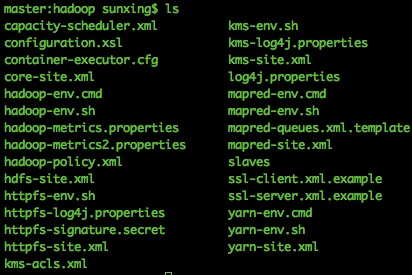 master:hadoop sunxing$ ls
capacity-scheduler.xml kms-env.sh
configuration.xsl kms-log4j.properties
container-executor.cfg kms-site.xml
core-site.xml log4j.properties
hadoop-env.cmd mapred-env.cmd
hadoop-env.sh mapred-env.sh
hadoop-metrics.properties mapred-queues.xml.template
hadoop-metrics2.properties mapred-site.xml
hadoop-policy.xml slaves
hdfs-site.xml ssl-client.xml.example
httpfs-env.sh ssl-server.xml.example
httpfs-log4j.properties yarn-env.cmd
httpfs-signature.secret yarn-env.sh
httpfs-site.xml yarn-site.xml
kms-acls.xml